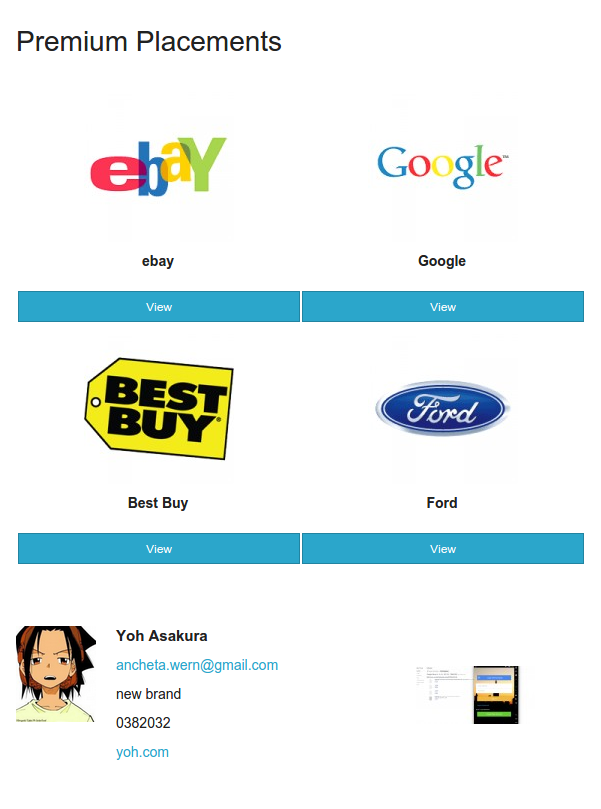 Premium Placements
ebay
Google™
ebay
Google
View
View
BEST
BUY®
Ford
Best Buy
Ford
View
View
Yoh Asakura
ancheta.wern@gmail.com
new brand
0382032
yoh.com